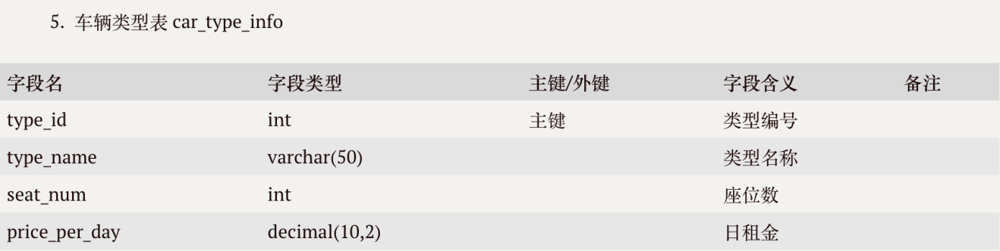 5. 车辆类型表 car_type_info
字段名 字段类型 主键/外键 字段含义 备注
type_id int 主键 类型编号
type_name varchar(50) 类型名称
seat_num int 座位数
price_per_day decimal(10,2) 日租金